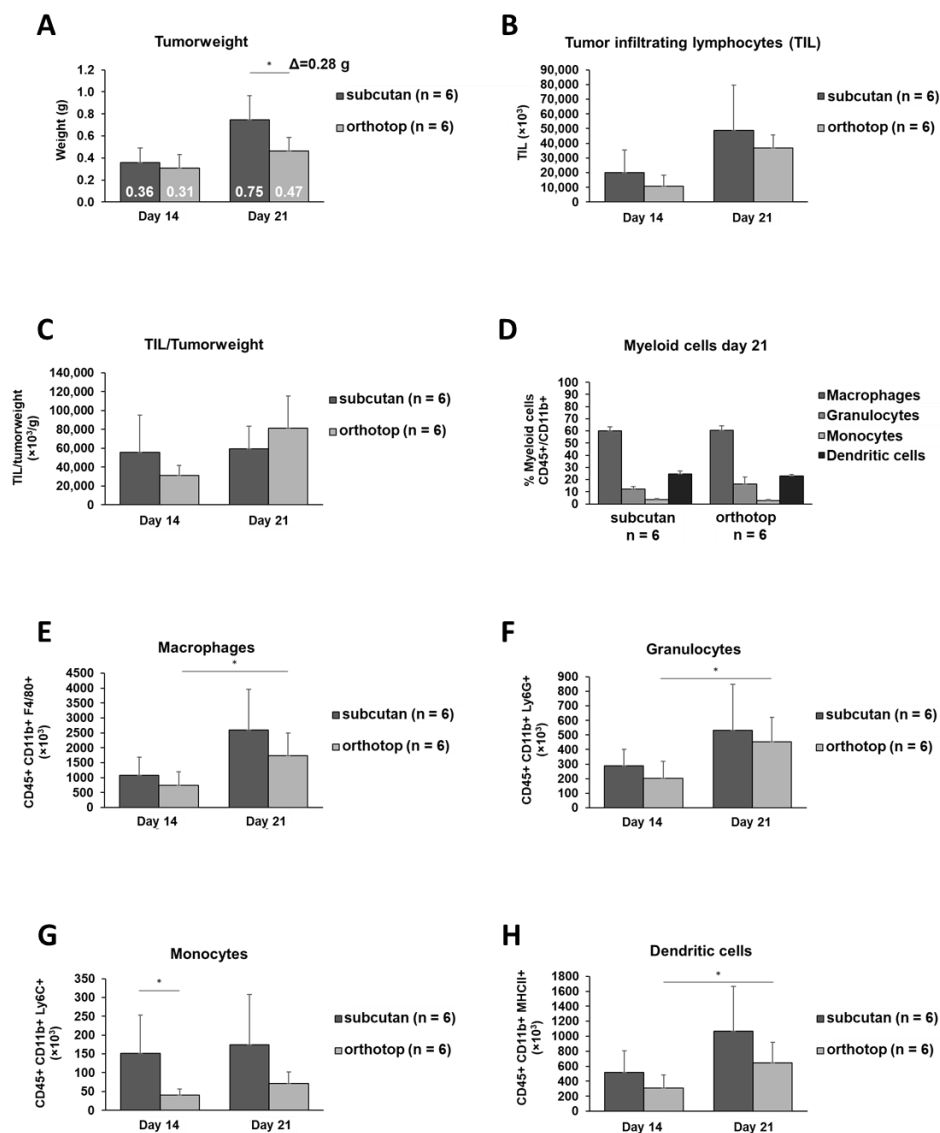 A
Tumorweight
Weight (g)
1.2
1.0
0.8
0.6
0.4
0.2
0.0
* Δ=0.28 g
0.36 0.31 0.75 0.47
Day 14 Day 21
subcutan (n = 6)
orthotop (n = 6)
B
Tumor infiltrating lymphocytes (TIL)
TIL (×10³)
80,000
70,000
60,000
50,000
40,000
30,000
20,000
10,000
0
Day 14 Day 21
subcutan (n = 6)
orthotop (n = 6)
C
TIL/Tumorweight
TIL/tumorweight
(×10³/g)
140,000
120,000
100,000
80,000
60,000
40,000
20,000
0
Day 14 Day 21
subcutan (n = 6)
orthotop (n = 6)
D
Myeloid cells day 21
% Myeloid cells
CD45+/CD11b+
100
90
80
70
60
50
40
30
20
10
0
subcutan orthotop
n = 6 n = 6
Macrophages
Granulocytes
Monocytes
Dendritic cells
E
Macrophages
CD45+ CD11b+ F4/80+
(×10³)
4500
4000
3500
3000
2500
2000
1500
1000
500
0
*
Day 14 Day 21
subcutan (n = 6)
orthotop (n = 6)
F
Granulocytes
CD45+ CD11b+ Ly6G+
(×10³)
900
800
700
600
500
400
300
200
100
0
*
Day 14 Day 21
subcutan (n = 6)
orthotop (n = 6)
G
Monocytes
CD45+ CD11b+ Ly6C+
(×10³)
350
300
250
200
150
100
50
0
*
Day 14 Day 21
subcutan (n = 6)
orthotop (n = 6)
H
Dendritic cells
CD45+ CD11b+ MHCII+
(×10³)
1800
1600
1400
1200
1000
800
600
400
200
0
*
Day 14 Day 21
subcutan (n = 6)
orthotop (n = 6)